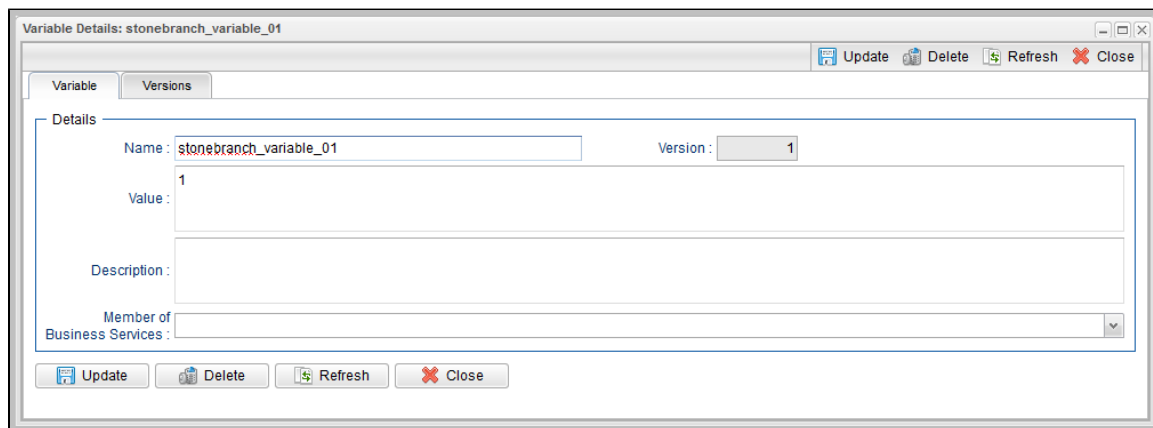 Variable Details: stonebranch_variable_01
Update Delete Refresh Close
Variable Versions
Details
Name : stonebranch_variable_01 Version : 1
Value : 1
Description :
Member of
Business Services :
Update Delete Refresh Close